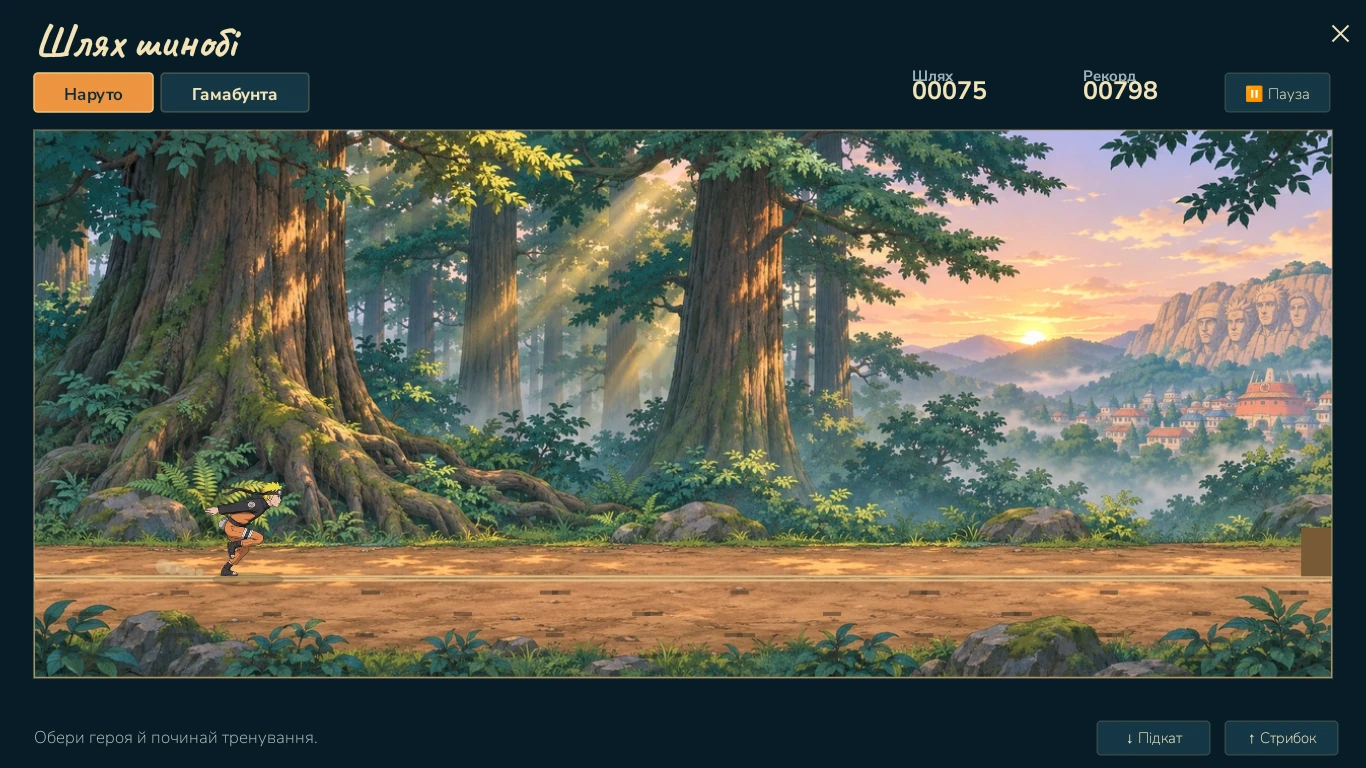 Шлях шинобі
Наруто
Гамабунта
Шлях
00075
Рекорд
00798
Пауза
Обери героя й починай тренування.
↓ Підкат
↑ Стрибок